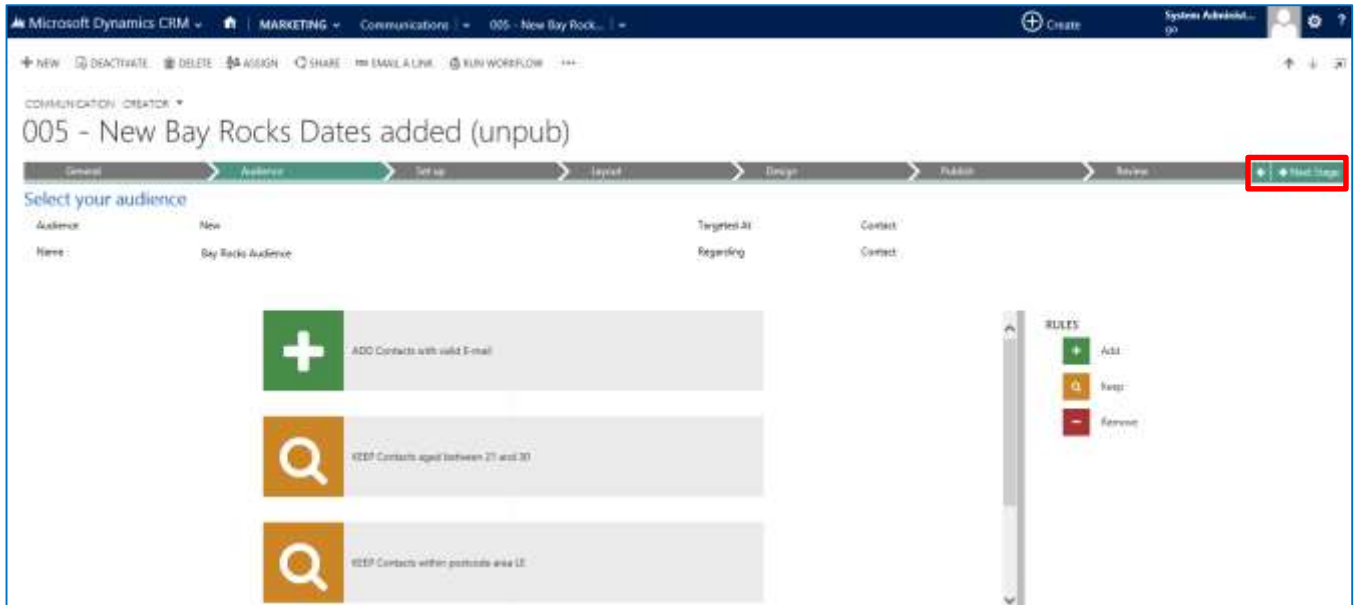 Microsoft Dynamics CRM MARKETING Communications 005 - New Bay Rock... Create System Administ... ?
go
NEW DEACTIVATE DELETE ASSIGN SHARE EMAIL A LINK RUN WORKFLOW ...
COMMUNICATION : CREATOR
005 - New Bay Rocks Dates added (unpub)
General Audience Set up Layout Design Publish Review Next Stage
Select your audience
Audience New Targeted At Contact
Name Bay Rocks Audience Regarding Contact
RULES
ADD Contacts with valid E-mail
Add
Keep
Remove
KEEP Contacts aged between 21 and 30
KEEP Contacts within postcode area LE